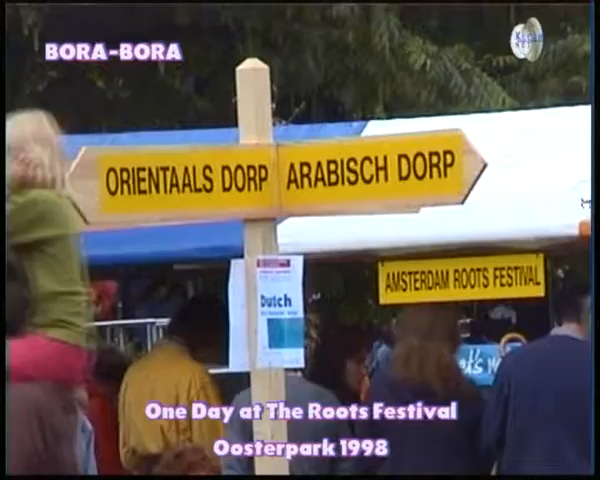 BORA-BORA
ORIENTAALS DORP
ARABISCH DORP
AMSTERDAM ROOTS FESTIVAL
Dutch
One Day at The Roots Festival
Oosterpark 1998